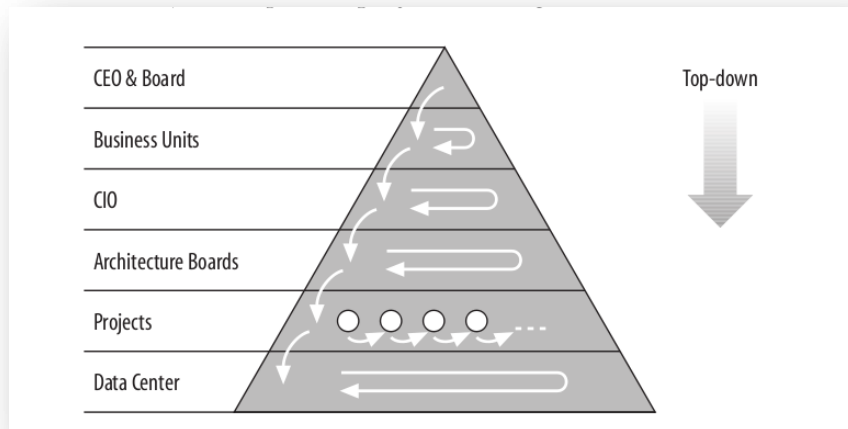 CEO & Board
Top-down
Business Units
CIO
Architecture Boards
Projects
Data Center